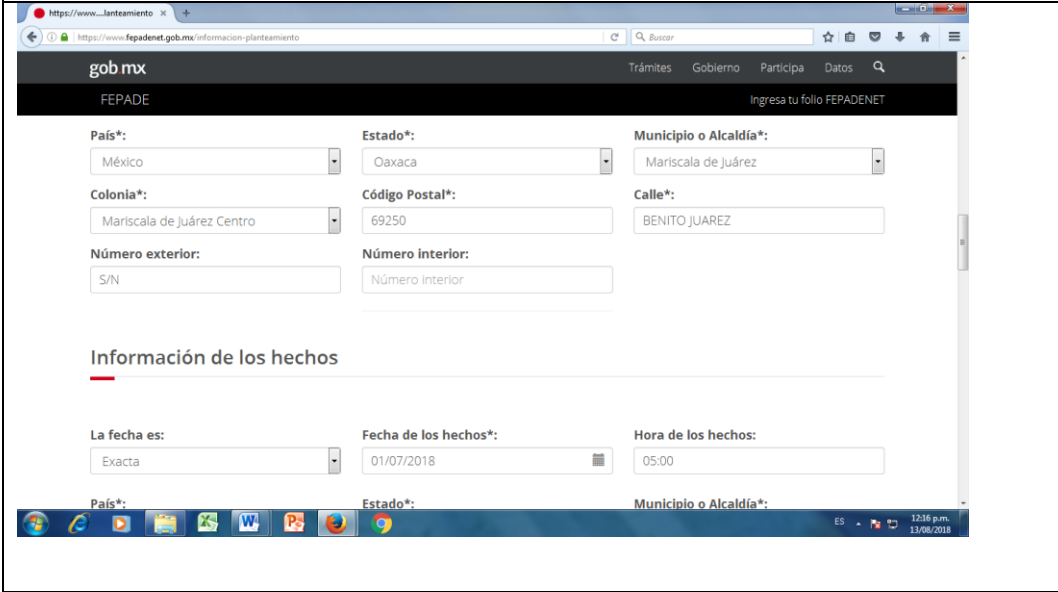 https://www....lanteamiento × +
https://www.fepadenet.gob.mx/informacion-planteamiento Buscar
gob.mx Trámites Gobierno Participa Datos
FEPADE Ingresa tu folio FEPADENET
País*: Estado*: Municipio o Alcaldía*:
México Oaxaca Mariscala de Juárez
Colonia*: Código Postal*: Calle*:
Mariscala de Juárez Centro 69250 BENITO JUAREZ
Número exterior: Número interior:
S/N Número interior
Información de los hechos
La fecha es: Fecha de los hechos*: Hora de los hechos:
Exacta 01/07/2018 05:00
País*: Estado*: Municipio o Alcaldía*:
ES 12:16 p.m.
13/08/2018